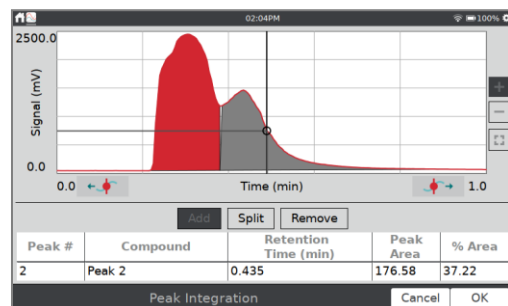 02:04PM 100%
2500.0
Signal (mV)
0.0
0.0 Time (min) 1.0
Add Split Remove
Peak # Compound Retention Time (min) Peak Area % Area
2 Peak 2 0.435 176.58 37.22
Peak Integration Cancel OK